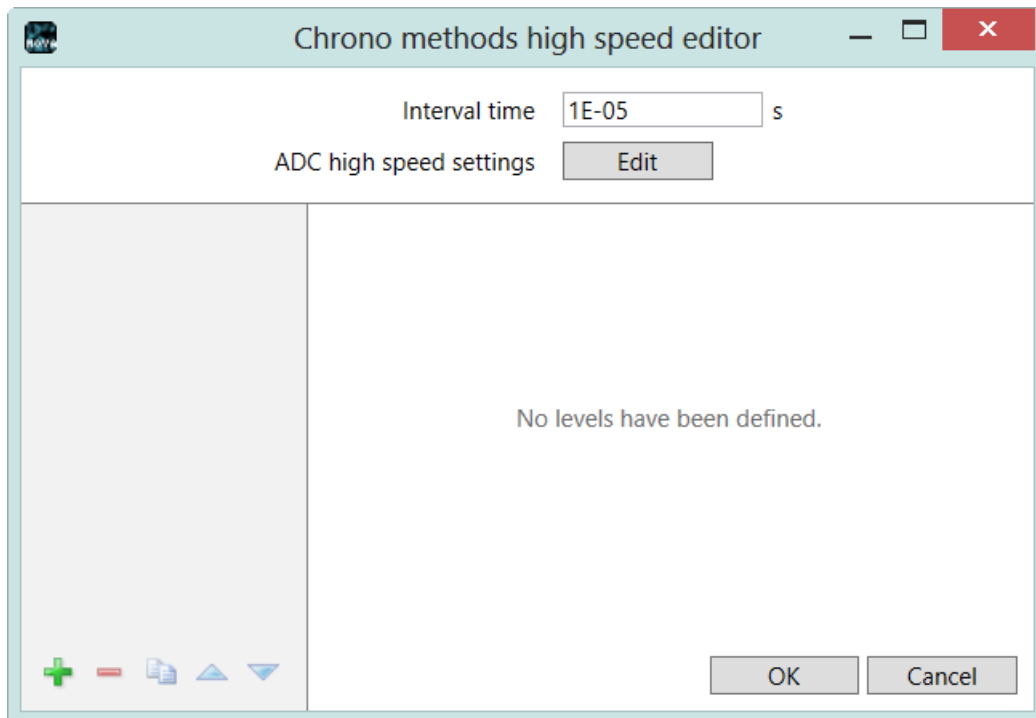 Chrono methods high speed editor
Interval time 1E-05 s
ADC high speed settings Edit
No levels have been defined.
OK Cancel